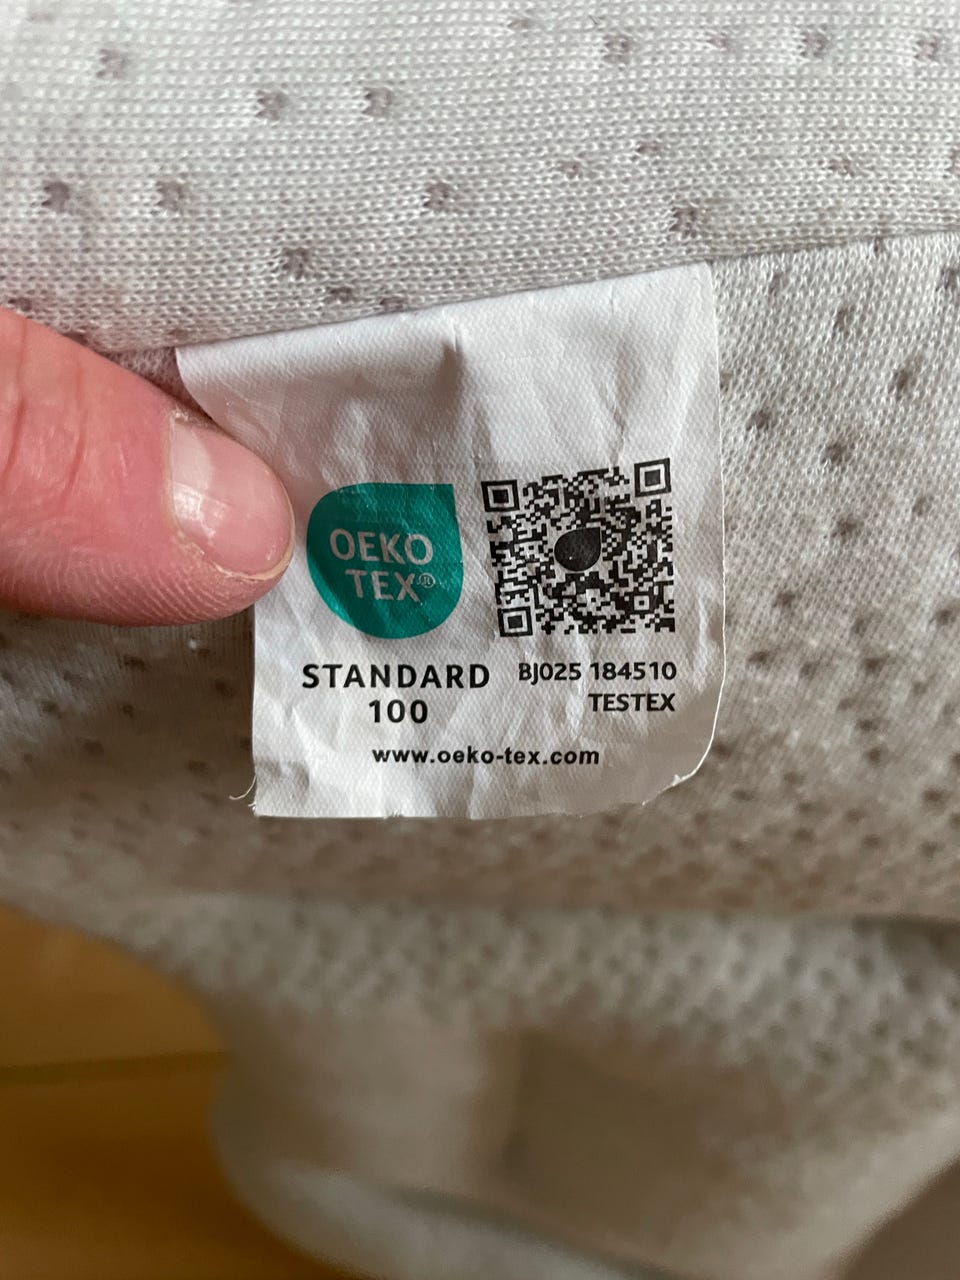 OEKO
TEX®
STANDARD
100
BJ025 184510
TESTEX
www.oeko-tex.com